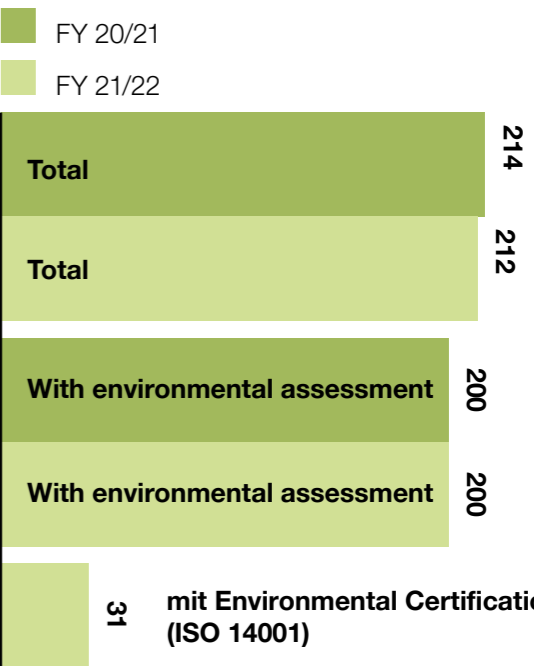 FY 20/21
FY 21/22
Total
214
Total
212
With environmental assessment
200
With environmental assessment
200
31
mit Environmental Certificatio
(ISO 14001)